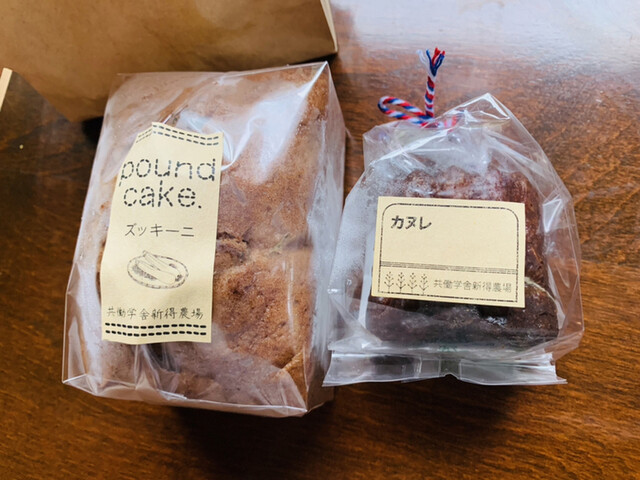 pound
cake.
ズッキーニ
共働学舎新得農場
カヌレ
共働学舎新得農場